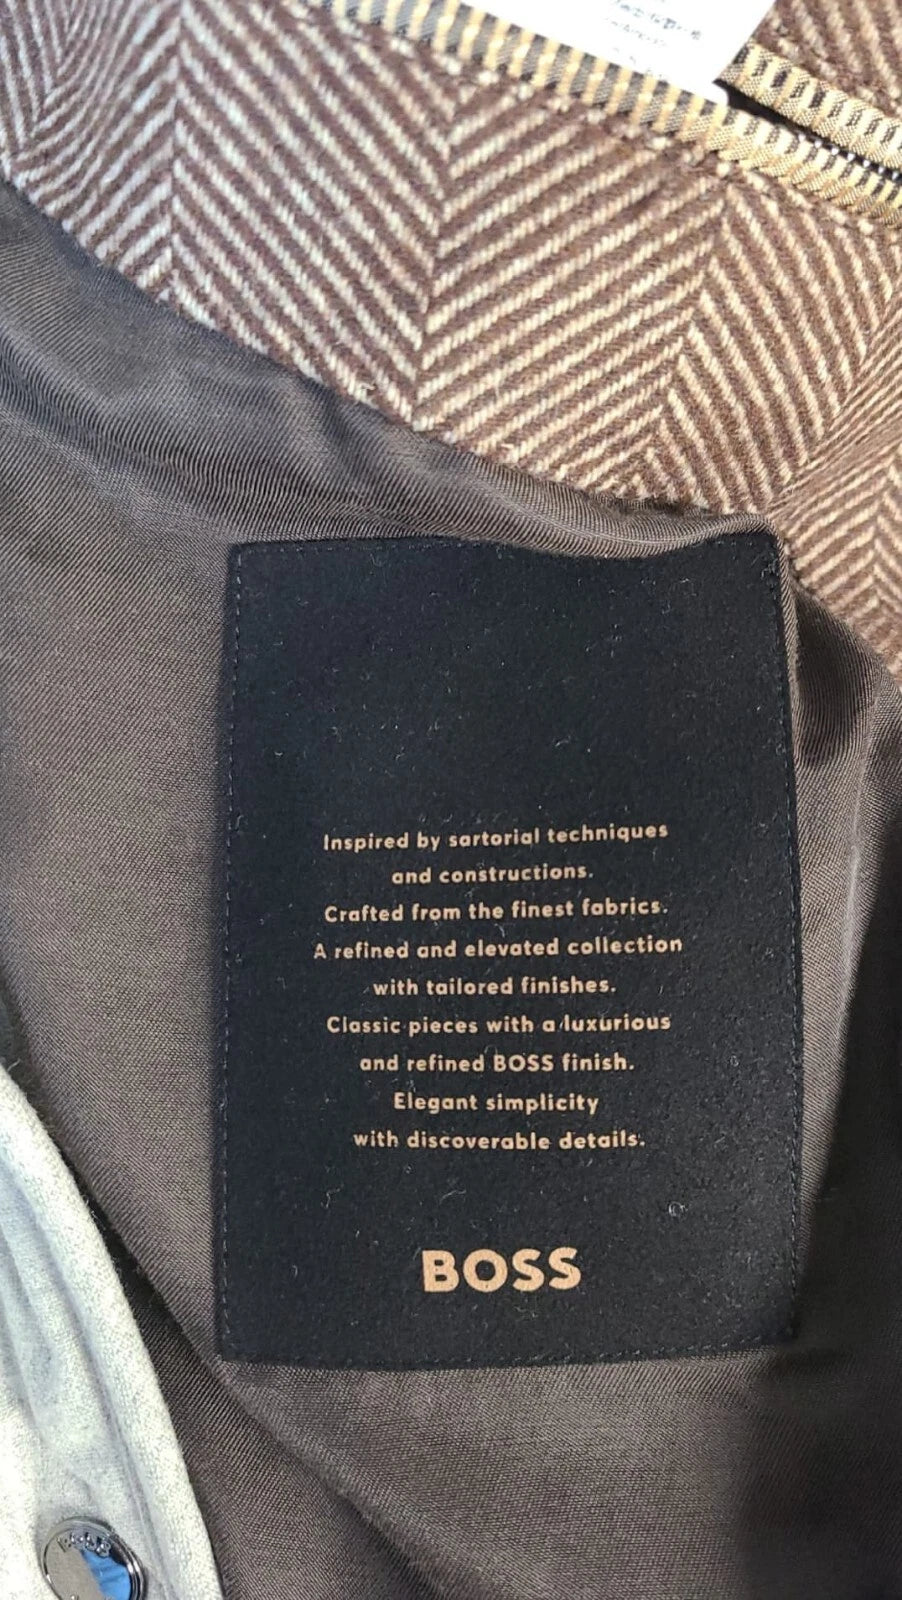 Inspired by sartorial techniques
and constructions.
Crafted from the finest fabrics.
A refined and elevated collection
with tailored finishes.
Classic pieces with a luxurious
and refined BOSS finish.
Elegant simplicity
with discoverable details.
BOSS